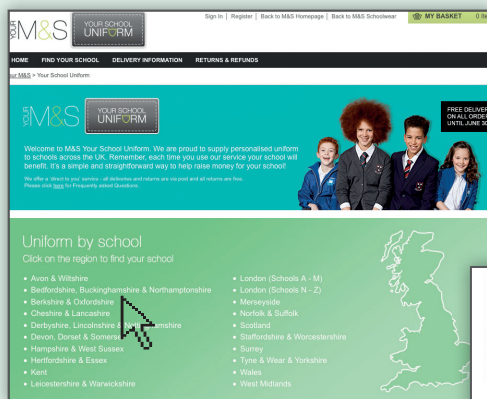 Sign In | Register | Back to M&S Homepage | Back to M&S Schoolwear
MY BASKET 0 Ite
M&S YOUR SCHOOL UNIFORM
HOME FIND YOUR SCHOOL DELIVERY INFORMATION RETURNS & REFUNDS
our M&S > Your School Uniform
M&S YOUR SCHOOL UNIFORM
FREE DELIVER
ON ALL ORDER
UNTIL JUNE 30
Welcome to M&S Your School Uniform. We are proud to supply personalised uniform
to schools across the UK. Remember, each time you use our service your school will
benefit. It's a simple and straightforward way to help raise money for your school!
We offer a 'direct to you' service - all deliveries and returns are via post and all returns are free.
Please click here for Frequently asked Questions.
Uniform by school
Click on the region to find your school
Avon & Wiltshire
Bedfordshire, Buckinghamshire & Northamptonshire
Berkshire & Oxfordshire
Cheshire & Lancashire
Derbyshire, Lincolnshire &
Devon, Dorset & Somerset
Hampshire & West Sussex
Hertfordshire & Essex
Kent
Leicestershire & Warwickshire
London (Schools A - M)
London (Schools N - Z)
Merseyside
Norfolk & Suffolk
Scotland
Staffordshire & Worcestershire
Surrey
Tyne & Wear & Yorkshire
Wales
West Midlands